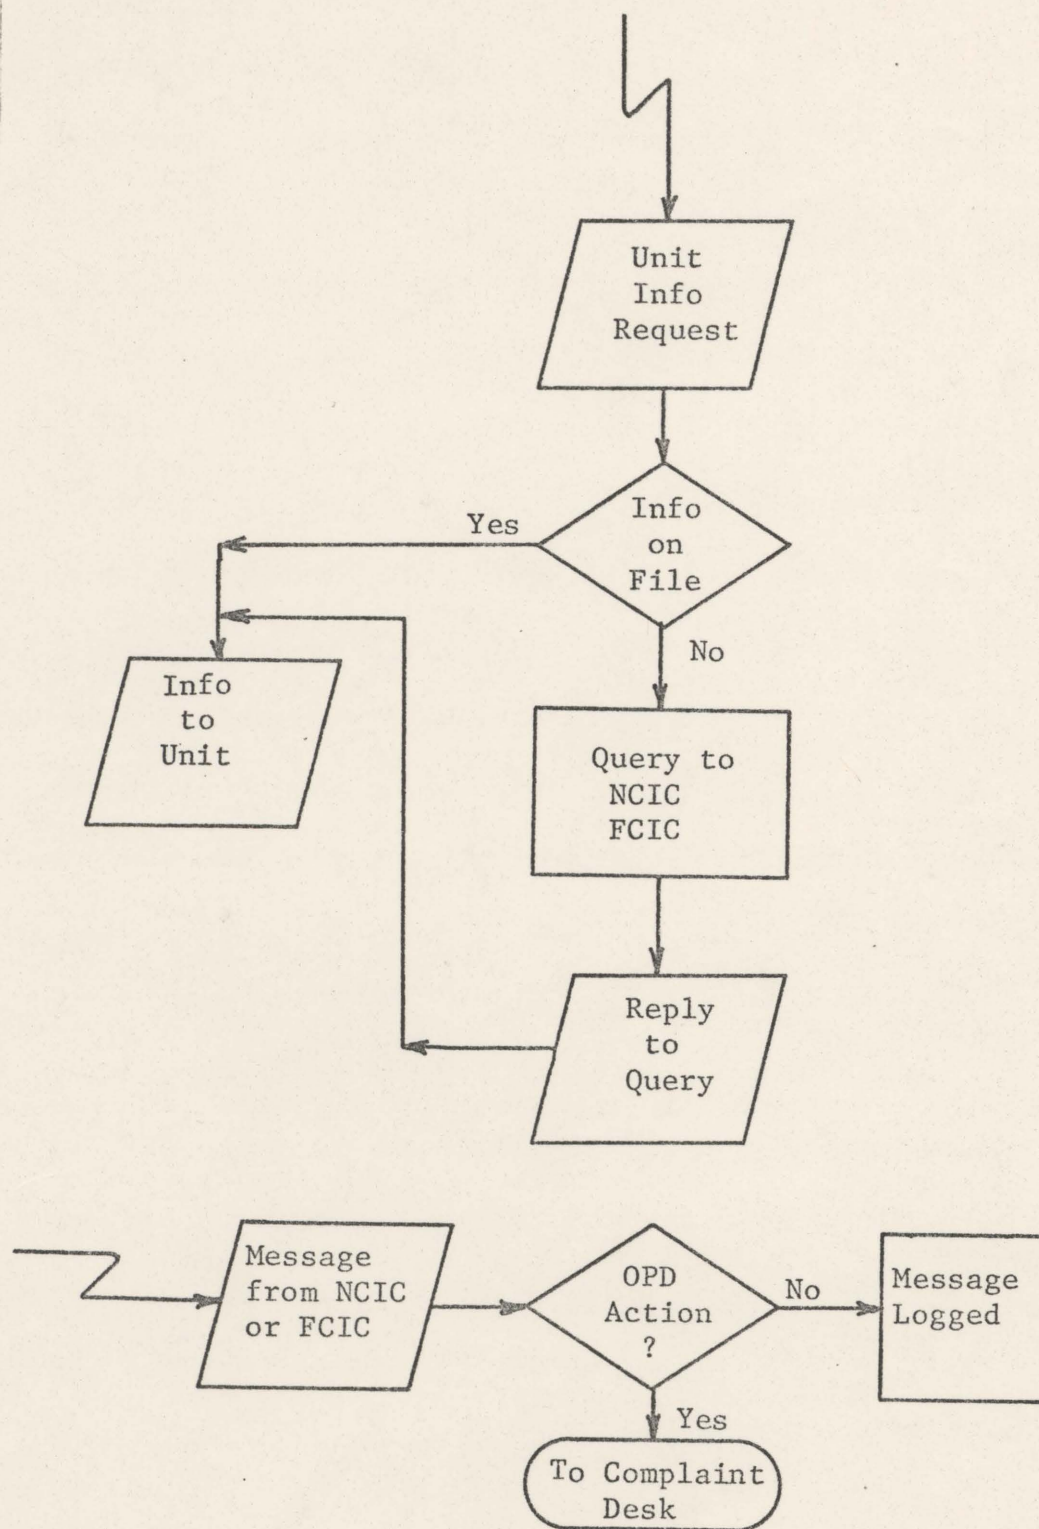 Unit
Info
Request
Info
on
File
Yes
No
Info
to
Unit
Query to
NCIC
FCIC
Reply
to
Query
Message
from NCIC
or FCIC
OPD
Action
?
No
Message
Logged
Yes
To Complaint
Desk